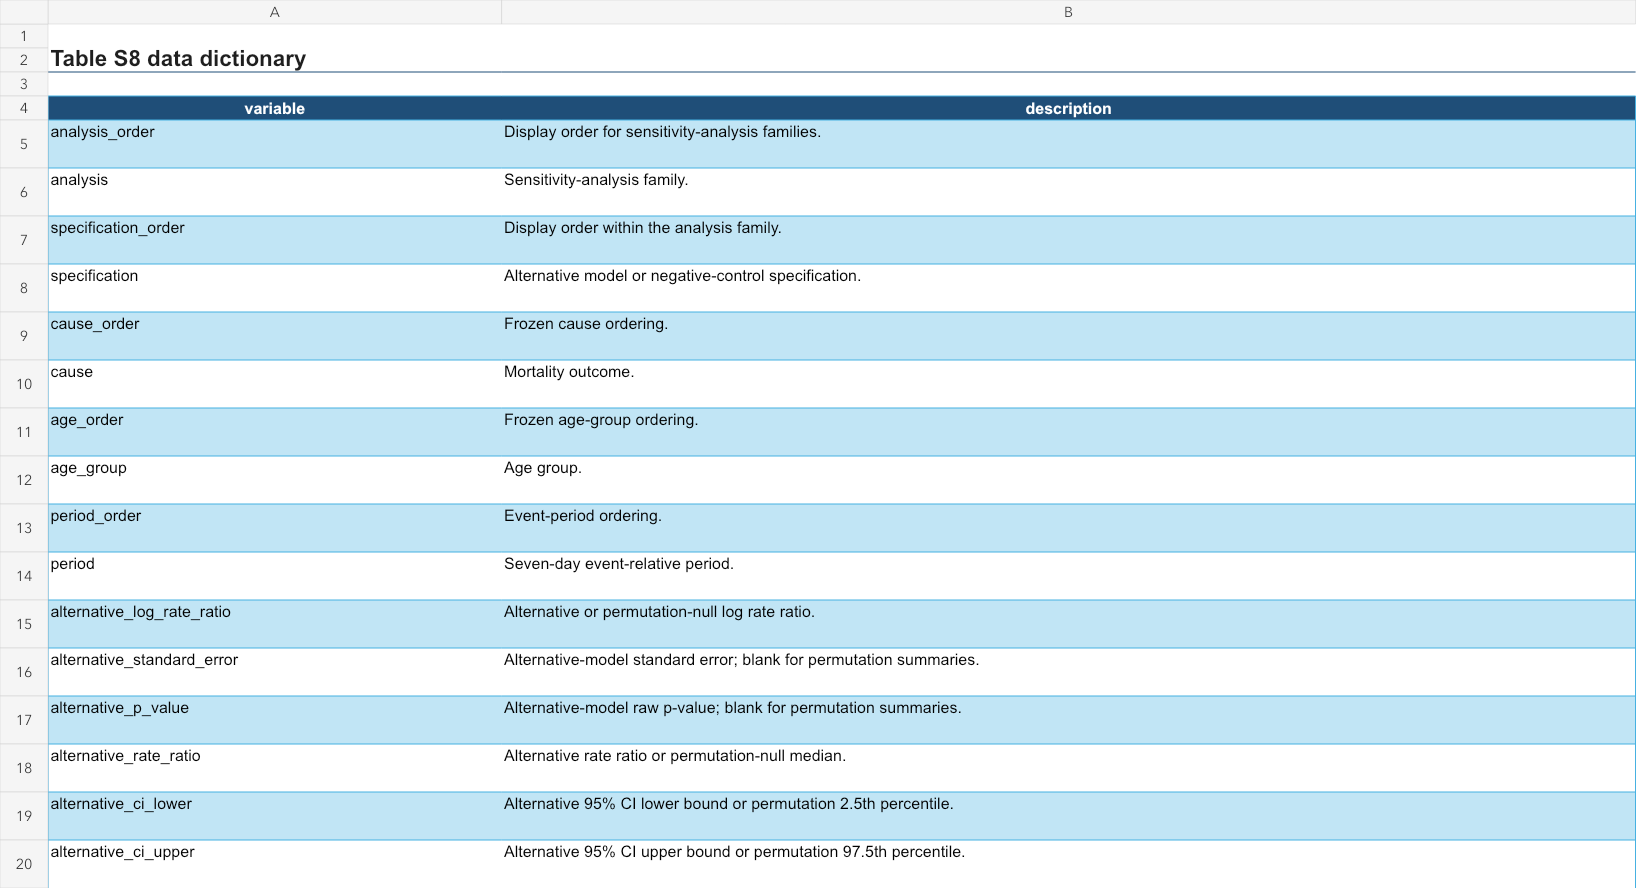 A B
1
2 Table S8 data dictionary
3
4 variable description
5 analysis_order Display order for sensitivity-analysis families.
6 analysis Sensitivity-analysis family.
7 specification_order Display order within the analysis family.
8 specification Alternative model or negative-control specification.
9 cause_order Frozen cause ordering.
10 cause Mortality outcome.
11 age_order Frozen age-group ordering.
12 age_group Age group.
13 period_order Event-period ordering.
14 period Seven-day event-relative period.
15 alternative_log_rate_ratio Alternative or permutation-null log rate ratio.
16 alternative_standard_error Alternative-model standard error; blank for permutation summaries.
17 alternative_p_value Alternative-model raw p-value; blank for permutation summaries.
18 alternative_rate_ratio Alternative rate ratio or permutation-null median.
19 alternative_ci_lower Alternative 95% CI lower bound or permutation 2.5th percentile.
20 alternative_ci_upper Alternative 95% CI upper bound or permutation 97.5th percentile.